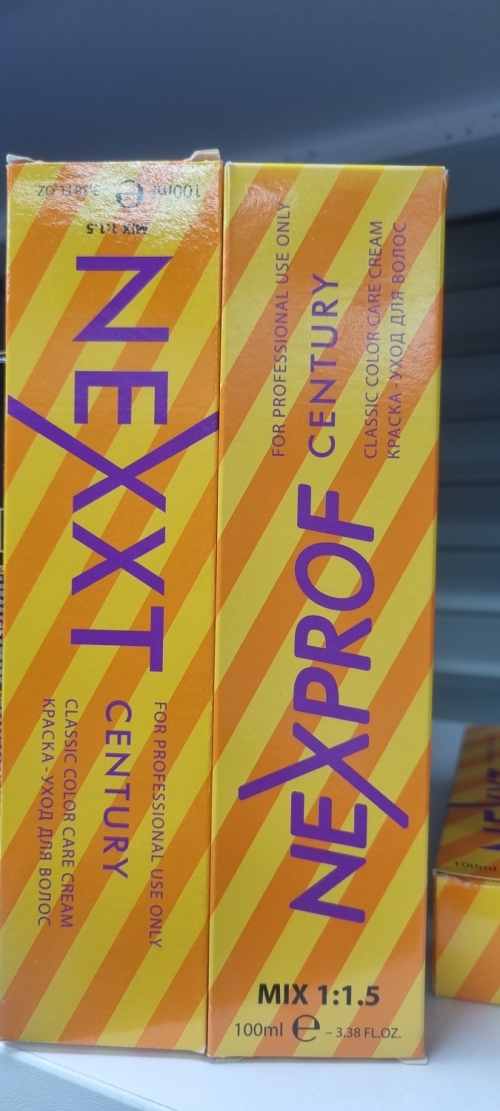 NEXXT
CENTURY
FOR PROFESSIONAL USE ONLY
CLASSIC COLOR CARE CREAM
КРАСКА - УХОД ДЛЯ ВОЛОС
MIX 1:1.5
100ml e – 3.38 FL.OZ.
NEXPROF
CENTURY
FOR PROFESSIONAL USE ONLY
CLASSIC COLOR CARE CREAM
КРАСКА - УХОД ДЛЯ ВОЛОС
MIX 1:1.5
100ml e – 3.38 FL.OZ.
100ml